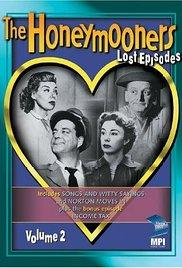 The Honeymooners
Lost Episodes
Includes SONGS AND WITTY SAYINGS
and NORTON MOVES IN
plus the bonus episode
INCOME TAX
Volume 2
MPI